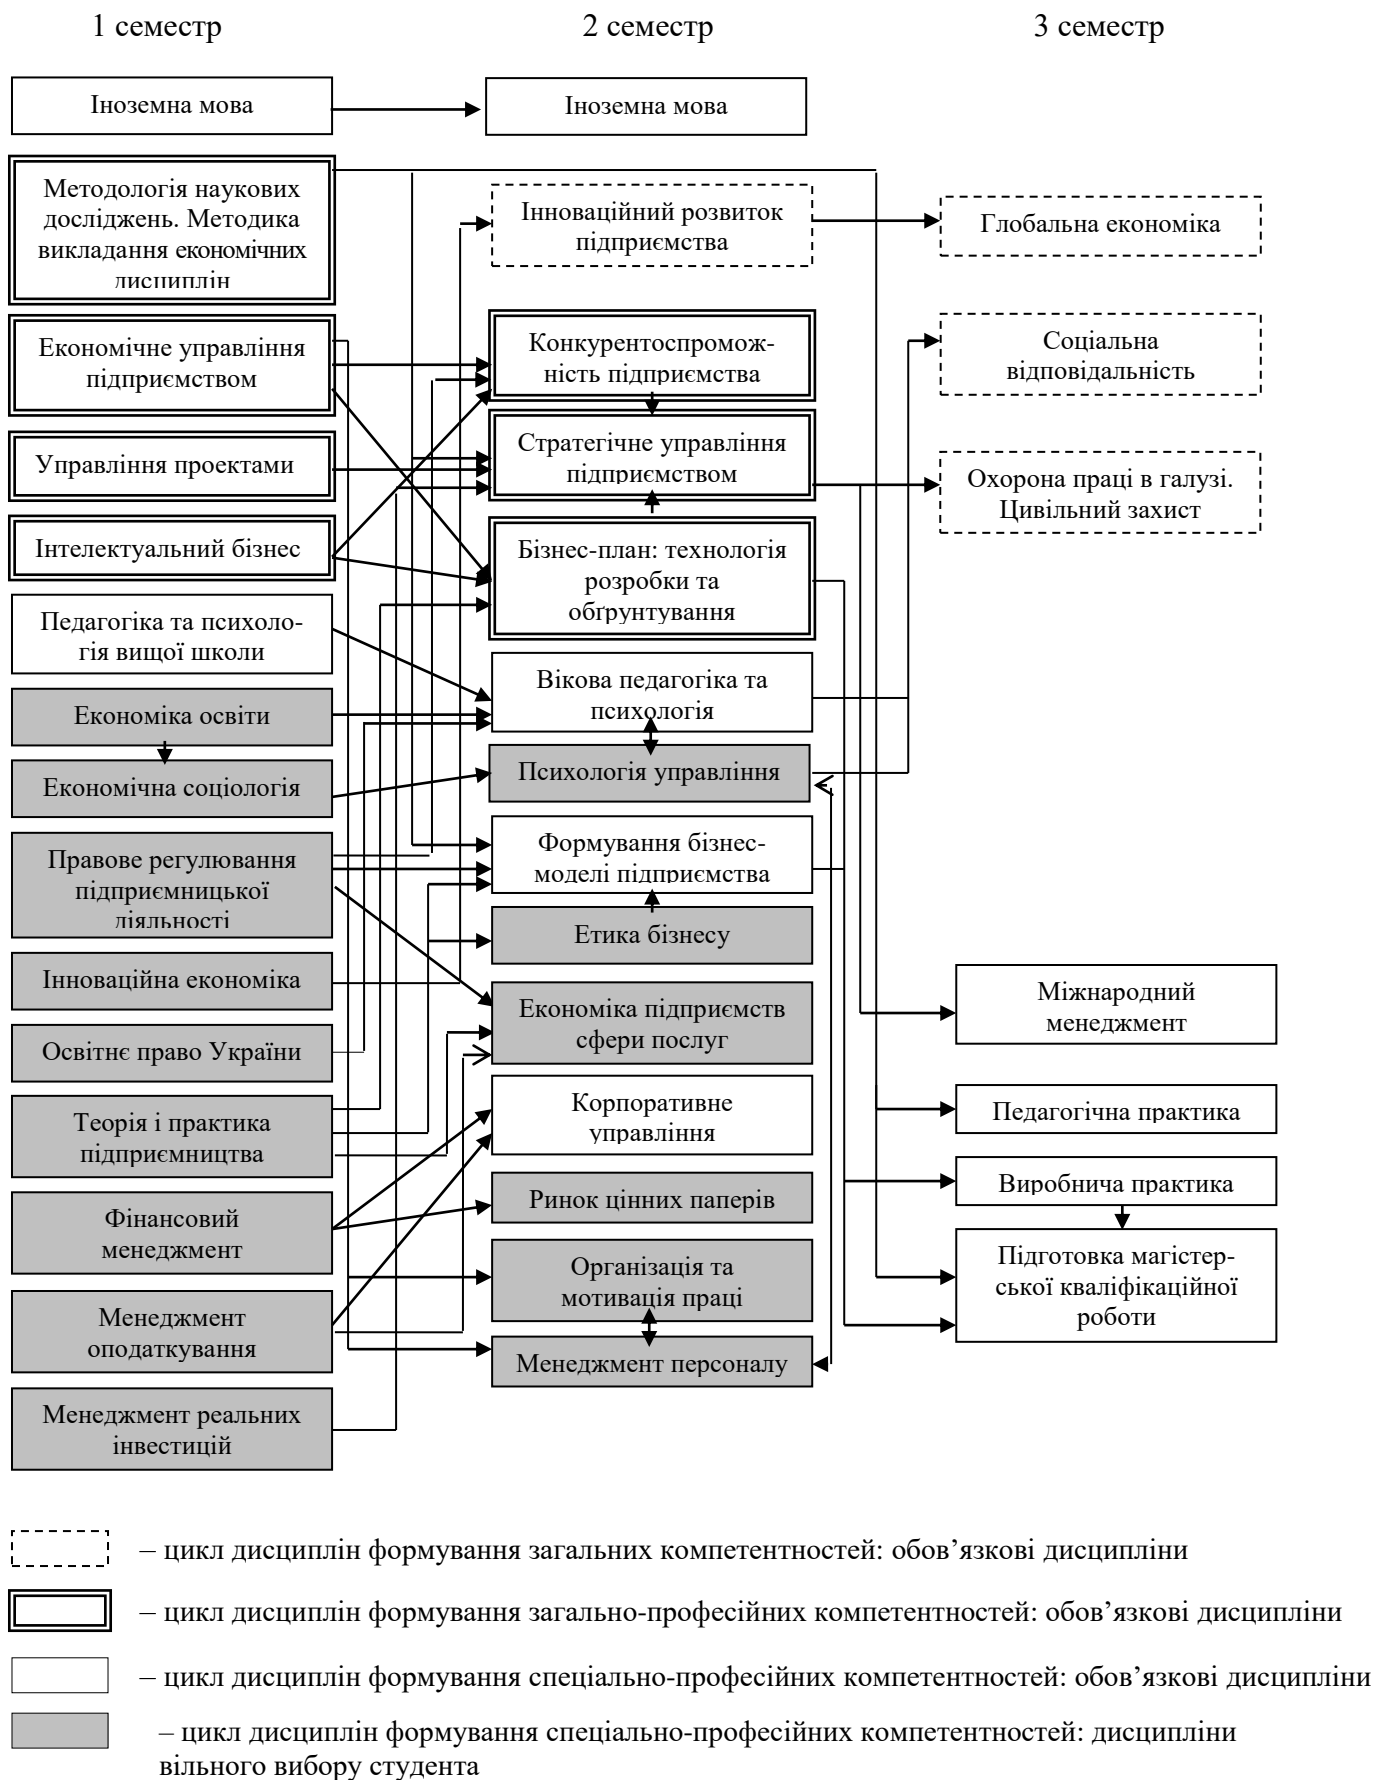 1 семестр
2 семестр
3 семестр
Іноземна мова
Методологія наукових
досліджень. Методика
викладання економічних
дисциплін
Економічне управління
підприємством
Управління проектами
Інтелектуальний бізнес
Педагогіка та психоло-
гія вищої школи
Економіка освіти
Економічна соціологія
Правове регулювання
підприємницької
діяльності
Інноваційна економіка
Освітнє право України
Теорія і практика
підприємництва
Фінансовий
менеджмент
Менеджмент
оподаткування
Менеджмент реальних
інвестицій
Іноземна мова
Інноваційний розвиток
підприємства
Конкурентоспромож-
ність підприємства
Стратегічне управління
підприємством
Бізнес-план: технологія
розробки та
обґрунтування
Вікова педагогіка та
психологія
Психологія управління
Формування бізнес-
моделі підприємства
Етика бізнесу
Економіка підприємств
сфери послуг
Корпоративне
управління
Ринок цінних паперів
Організація та
мотивація праці
Менеджмент персоналу
Глобальна економіка
Соціальна
відповідальність
Охорона праці в галузі.
Цивільний захист
Міжнародний
менеджмент
Педагогічна практика
Виробнича практика
Підготовка магістер-
ської кваліфікаційної
роботи
– цикл дисциплін формування загальних компетентностей: обов’язкові дисципліни
– цикл дисциплін формування загально-професійних компетентностей: обов’язкові дисципліни
– цикл дисциплін формування спеціально-професійних компетентностей: обов’язкові дисципліни
– цикл дисциплін формування спеціально-професійних компетентностей: дисципліни
вільного вибору студента